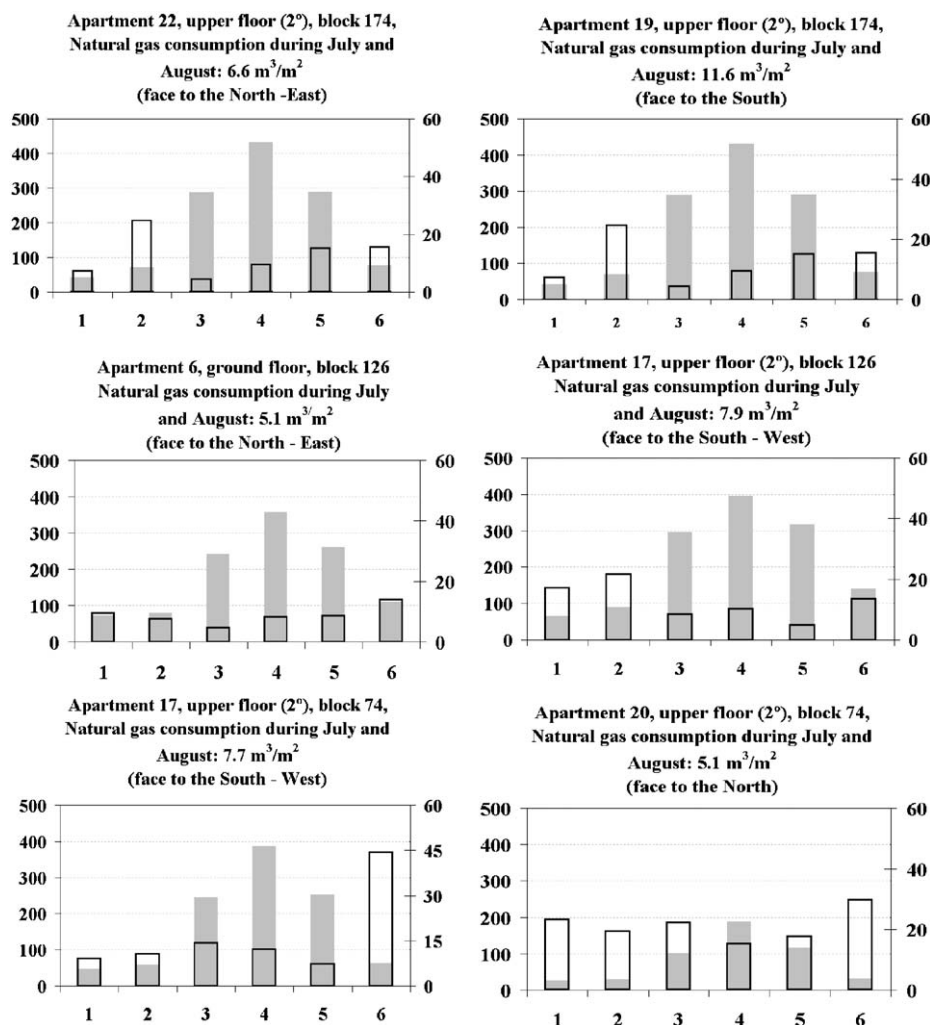 Apartment 22, upper floor (2º), block 174,
Natural gas consumption during July and
August: 6.6 m³/m²
(face to the North -East)
500
400
300
200
100
0
60
40
20
0
1 2 3 4 5 6
Apartment 19, upper floor (2º), block 174,
Natural gas consumption during July and
August: 11.6 m³/m²
(face to the South)
500
400
300
200
100
0
60
40
20
0
1 2 3 4 5 6
Apartment 6, ground floor, block 126
Natural gas consumption during July
and August: 5.1 m³/m²
(face to the North - East)
500
400
300
200
100
0
60
40
20
0
1 2 3 4 5 6
Apartment 17, upper floor (2º), block 126
Natural gas consumption during July
and August: 7.9 m³/m²
(face to the South - West)
500
400
300
200
100
0
60
40
20
0
1 2 3 4 5 6
Apartment 17, upper floor (2º), block 74,
Natural gas consumption during July and
August: 7.7 m³/m²
(face to the South - West)
500
400
300
200
100
0
60
45
30
15
0
1 2 3 4 5 6
Apartment 20, upper floor (2º), block 74,
Natural gas consumption during July and
August: 5.1 m³/m²
(face to the North)
500
400
300
200
100
0
60
40
20
0
1 2 3 4 5 6